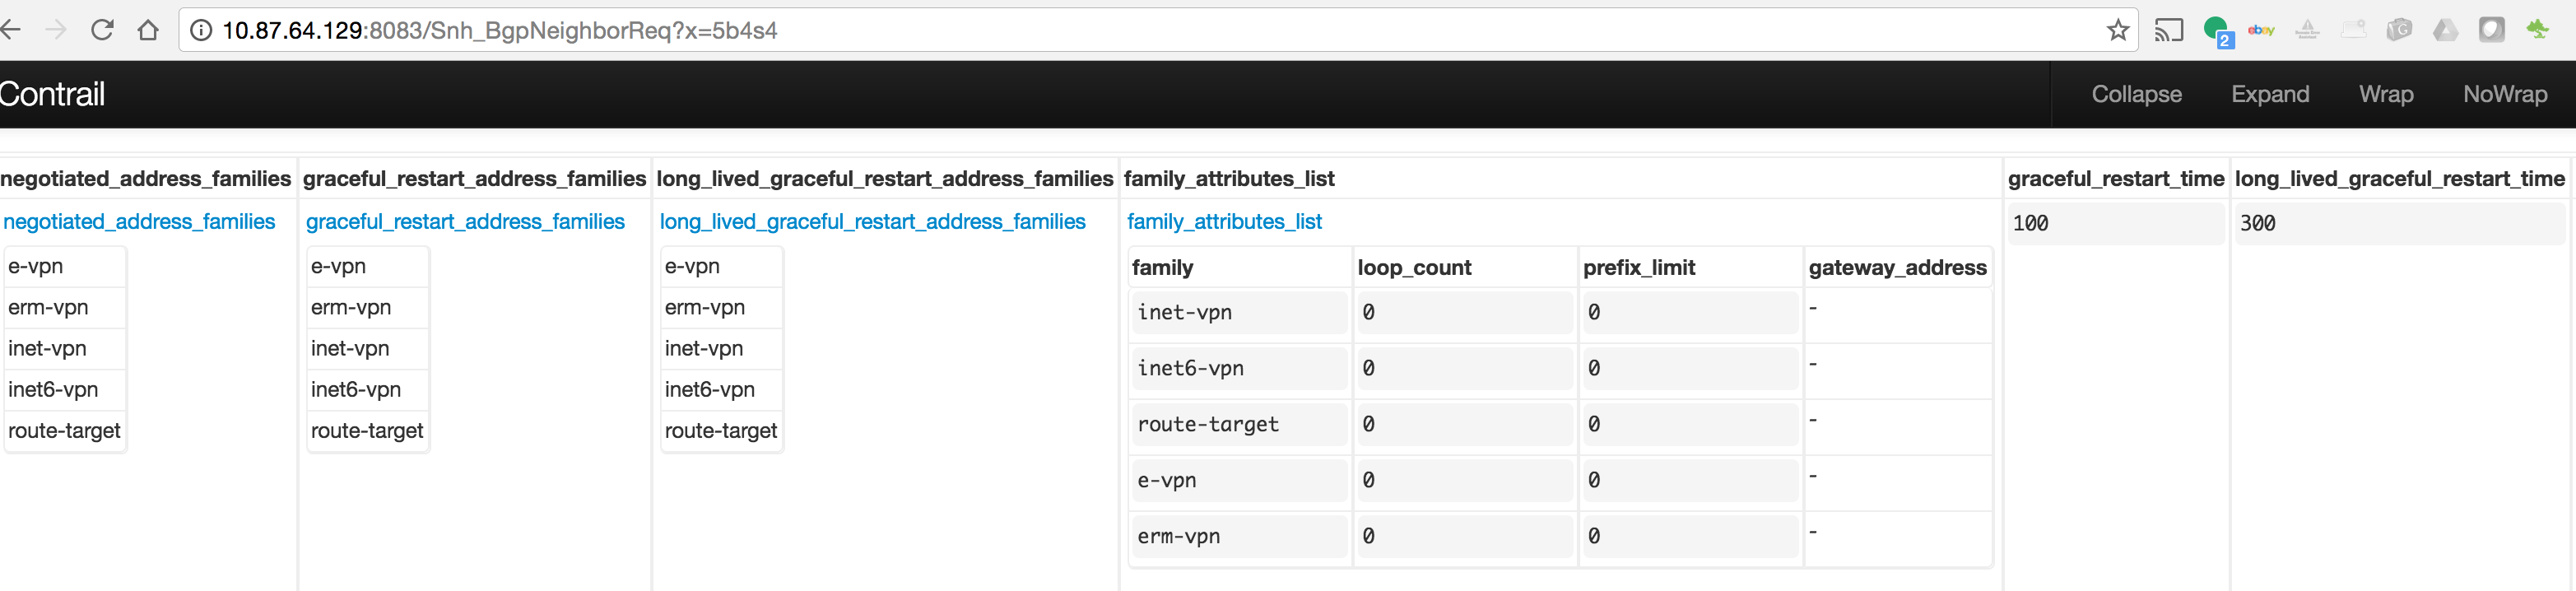 10.87.64.129:8083/Snh_BgpNeighborReq?x=5b4s4
2
ebay
G
Contrail
Collapse Expand Wrap NoWrap
negotiated_address_families graceful_restart_address_families long_lived_graceful_restart_address_families family_attributes_list graceful_restart_time long_lived_graceful_restart_time
negotiated_address_families graceful_restart_address_families long_lived_graceful_restart_address_families family_attributes_list 100 300
e-vpn e-vpn e-vpn family loop_count prefix_limit gateway_address
erm-vpn erm-vpn erm-vpn inet-vpn 0 0 -
inet-vpn inet-vpn inet-vpn inet6-vpn 0 0 -
inet6-vpn inet6-vpn inet6-vpn route-target 0 0 -
route-target route-target route-target e-vpn 0 0 -
erm-vpn 0 0 -